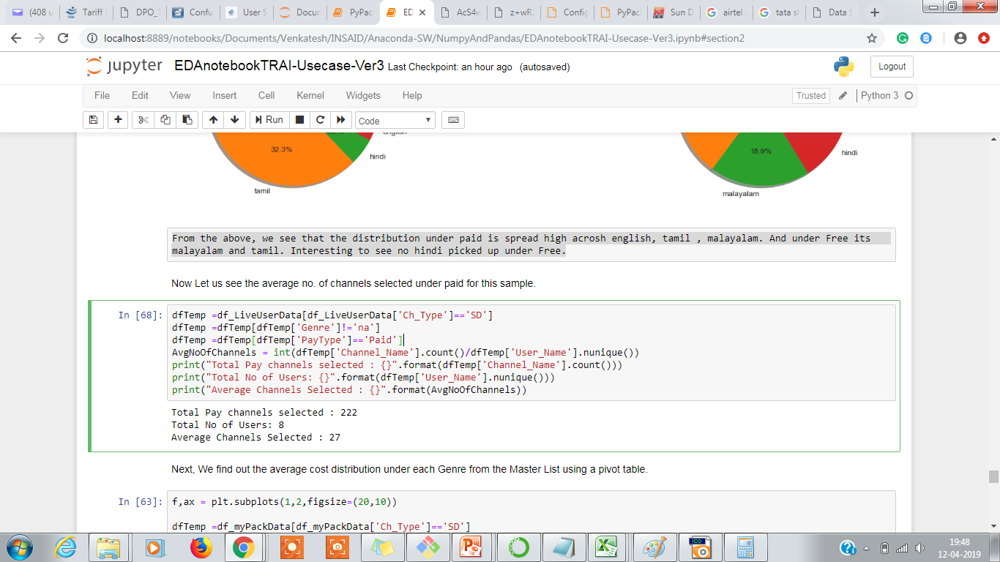 (408 u
Tariff
DPO_T
Confu
User S
Docum
PyPac
ED
AcS4w
z+wR
Config
PyPac
Sun D
airtel
tata sk
Data S
localhost:8889/notebooks/Documents/Venkatesh/INSAID/Anaconda-SW/NumpyAndPandas/EDAnotebookTRAI-Usecase-Ver3.ipynb#section2
jupyter EDAnotebookTRAI-Usecase-Ver3 Last Checkpoint: an hour ago (autosaved)
Logout
File Edit View Insert Cell Kernel Widgets Help
Trusted Python 3
Run Code
english
32.3%
hindi
tamil
18.9%
hindi
malayalam
From the above, we see that the distribution under paid is spread high acrosh english, tamil , malayalam. And under Free its
malayalam and tamil. Interesting to see no hindi picked up under Free.
Now Let us see the average no. of channels selected under paid for this sample.
In [68]:
dfTemp =df_LiveUserData[df_LiveUserData['Ch_Type']=='SD']
dfTemp =dfTemp[dfTemp['Genre']!='na']
dfTemp =dfTemp[dfTemp['PayType']=='Paid']
AvgNoOfChannels = int(dfTemp['Channel_Name'].count()/dfTemp['User_Name'].nunique())
print("Total Pay channels selected : {}".format(dfTemp['Channel_Name'].count()))
print("Total No of Users: {}".format(dfTemp['User_Name'].nunique()))
print("Average Channels Selected : {}".format(AvgNoOfChannels))
Total Pay channels selected : 222
Total No of Users: 8
Average Channels Selected : 27
Next, We find out the average cost distribution under each Genre from the Master List using a pivot table.
In [63]:
f,ax = plt.subplots(1,2,figsize=(20,10))
dfTemp =df_myPackData[df_myPackData['Ch_Type']=='SD']
19:48
12-04-2019